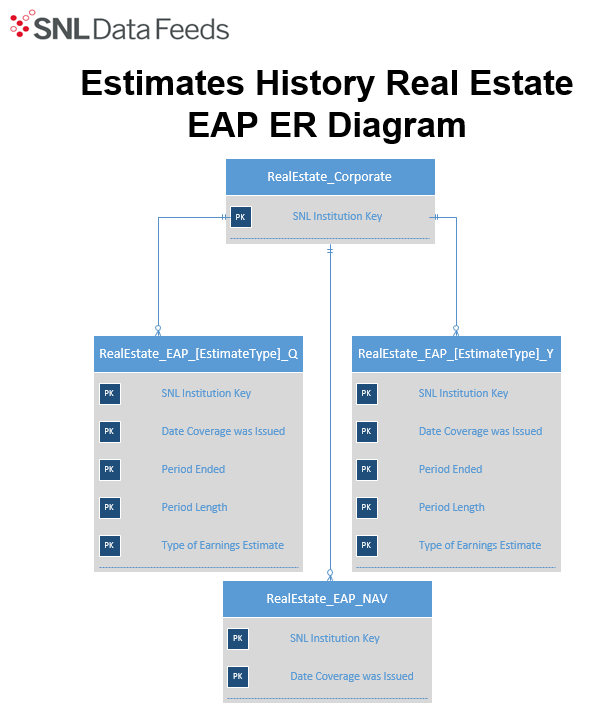 SNL Data Feeds
Estimates History Real Estate
EAP ER Diagram
RealEstate_Corporate
PK SNL Institution Key
RealEstate_EAP_[EstimateType]_Q
PK SNL Institution Key
PK Date Coverage was Issued
PK Period Ended
PK Period Length
PK Type of Earnings Estimate
RealEstate_EAP_[EstimateType]_Y
PK SNL Institution Key
PK Date Coverage was Issued
PK Period Ended
PK Period Length
PK Type of Earnings Estimate
RealEstate_EAP_NAV
PK SNL Institution Key
PK Date Coverage was Issued